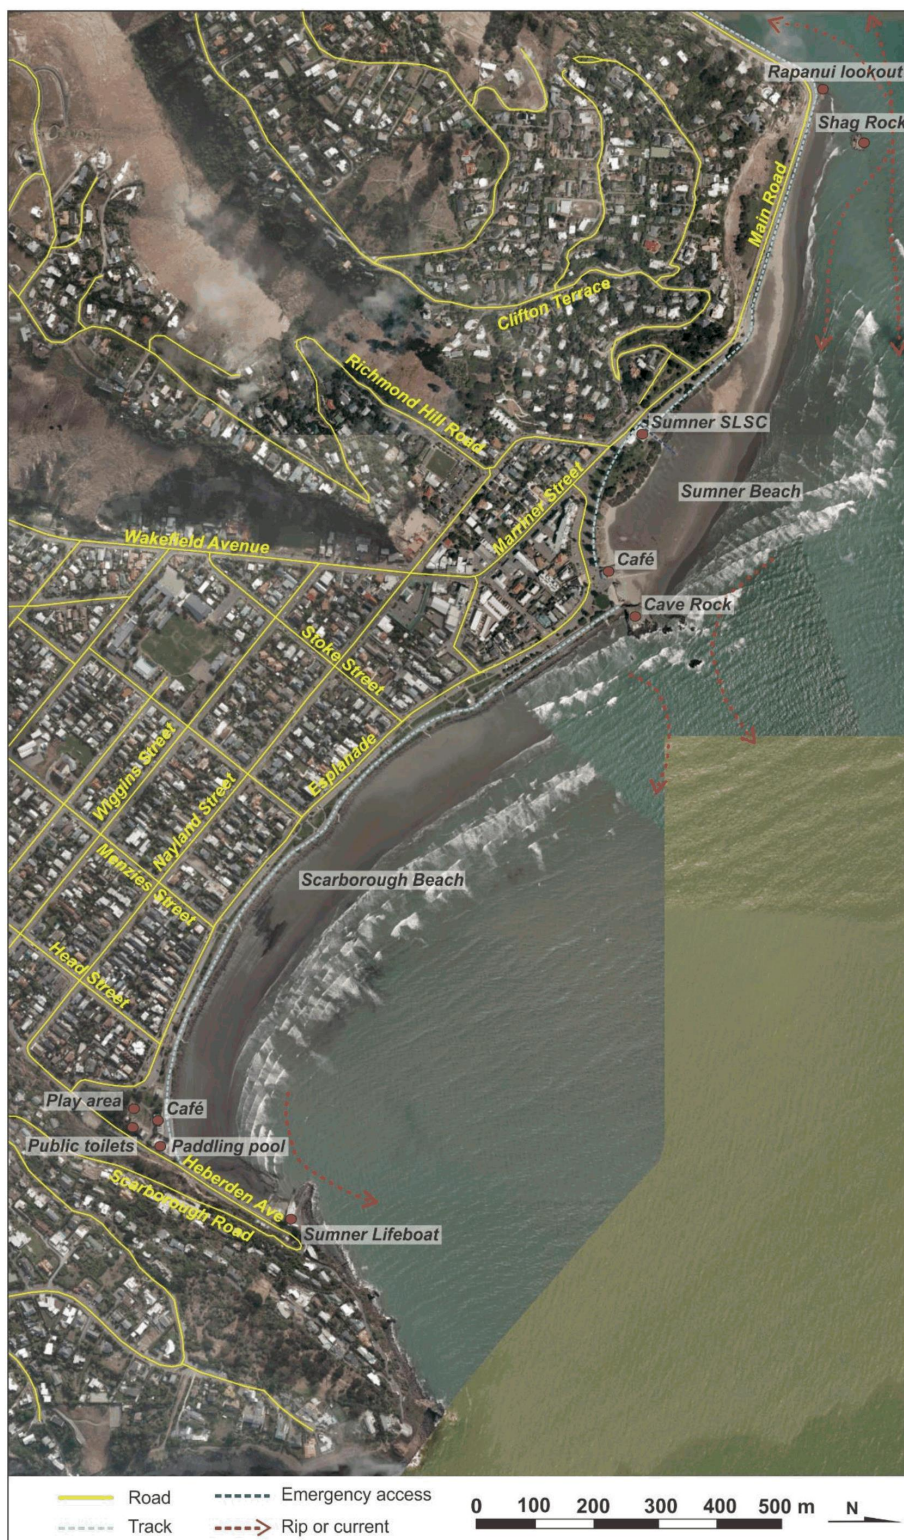 Rapanui lookout
Shag Rock
Main Road
Clifton Terrace
Richmond Hill Road
Sumner SLSC
Marriner Street
Sumner Beach
Wakefield Avenue
Café
Cave Rock
Stoke Street
Esplanade
Wiggins Street
Nayland Street
Menzies Street
Scarborough Beach
Head Street
Play area
Café
Public toilets
Paddling pool
Heberden Ave
Scarborough Road
Sumner Lifeboat
Road
Emergency access
Track
Rip or current
0 100 200 300 400 500 m
N